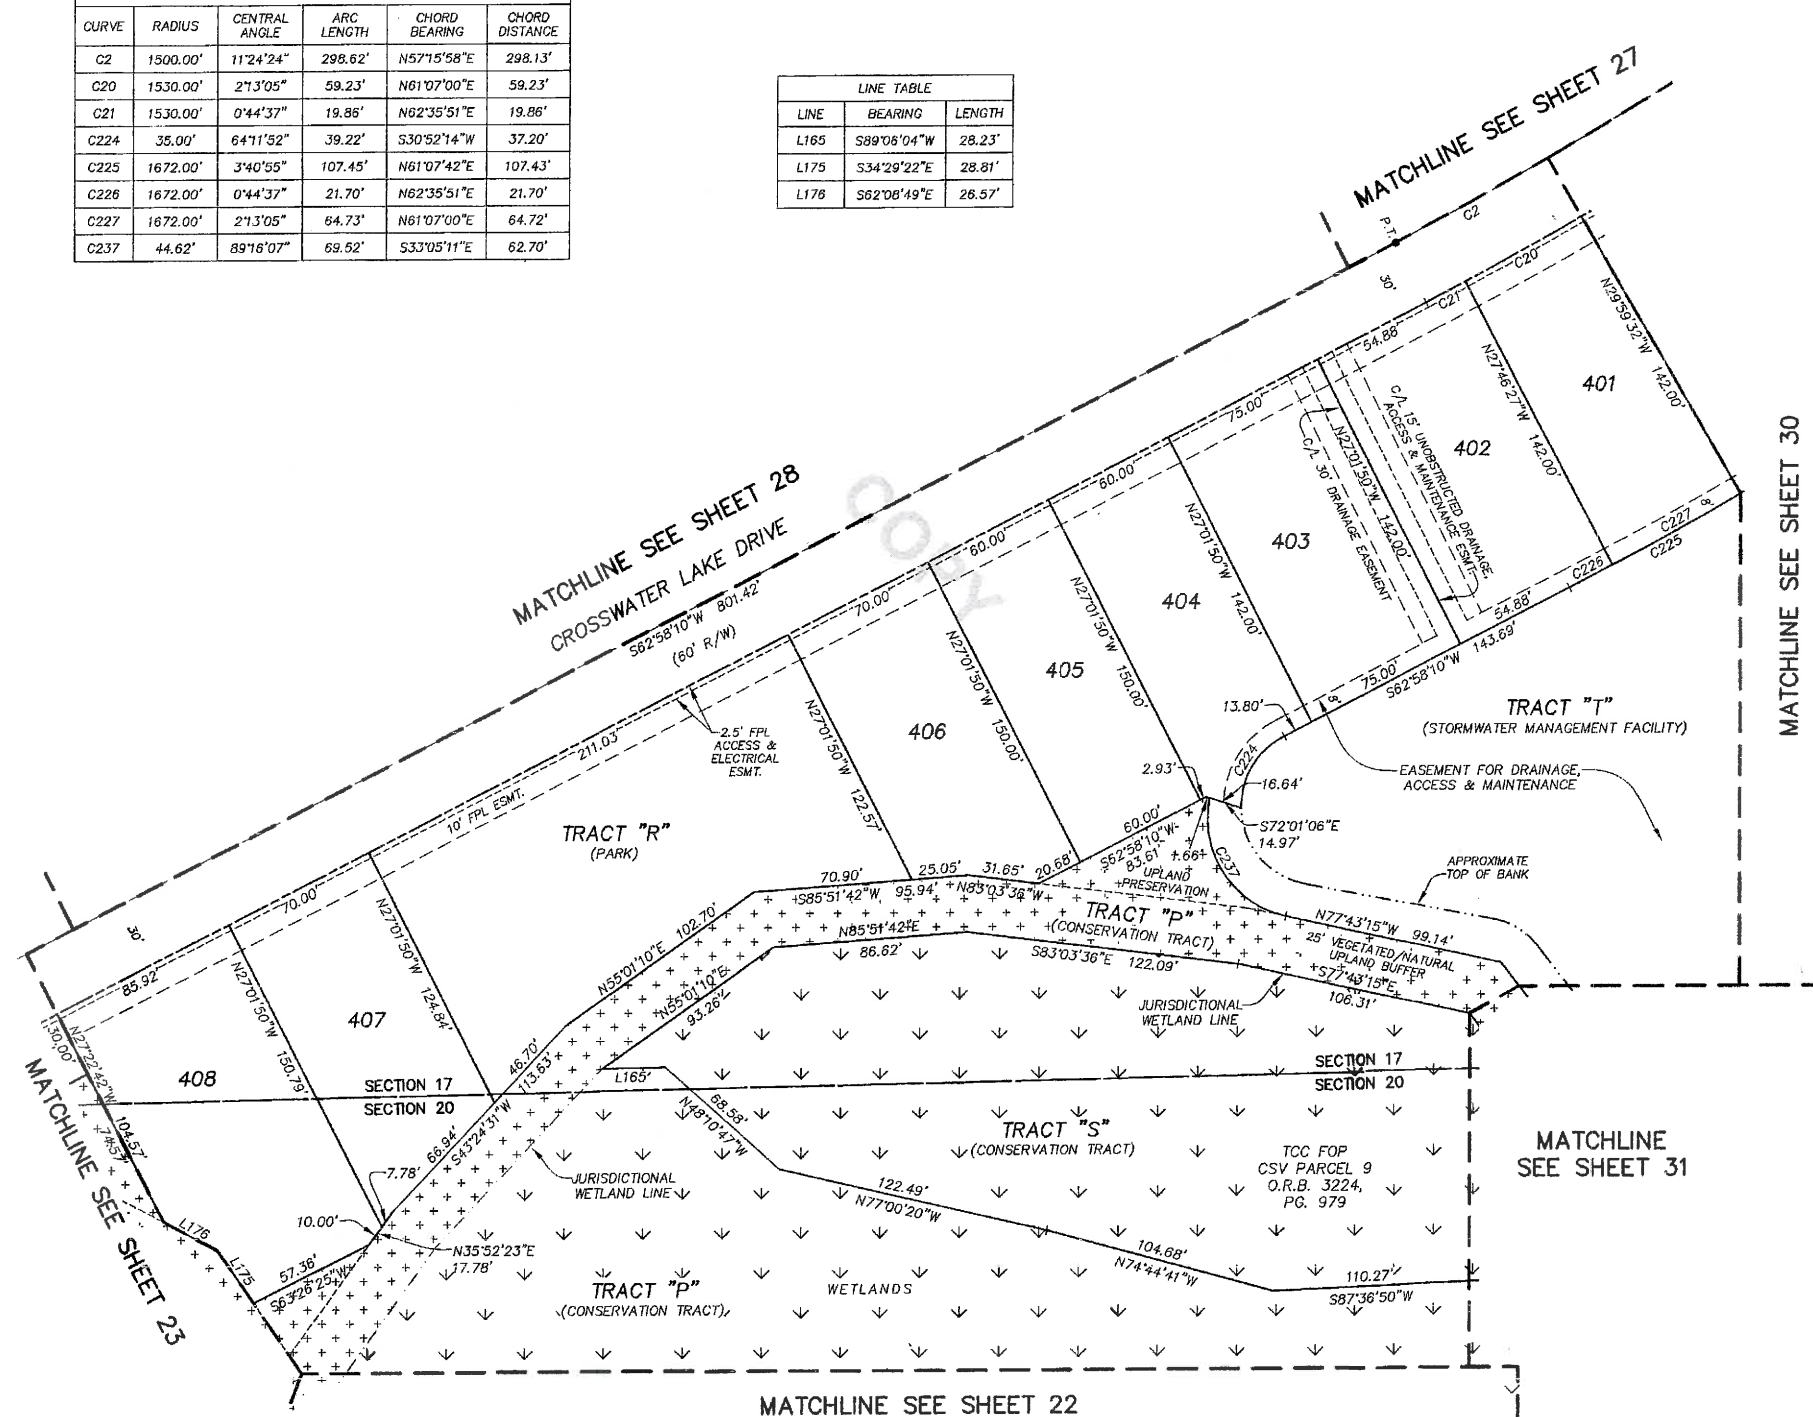 CURVE RADIUS CENTRAL ANGLE ARC LENGTH CHORD BEARING CHORD DISTANCE
C2 1500.00' 11°24'24" 298.62' N57°15'58"E 298.13'
C20 1530.00' 2°13'05" 59.23' N61°07'00"E 59.23'
C21 1530.00' 0°44'37" 19.86' N62°35'51"E 19.86'
C224 35.00' 64°11'52" 39.22' S30°52'14"W 37.20'
C225 1672.00' 3°40'55" 107.45' N61°07'42"E 107.43'
C226 1672.00' 0°44'37" 21.70' N62°35'51"E 21.70'
C227 1672.00' 2°13'05" 64.73' N61°07'00"E 64.72'
C237 44.62' 89°16'07" 69.52' S33°05'11"E 62.70'
LINE TABLE
LINE BEARING LENGTH
L165 S89°06'04"W 28.23'
L175 S34°29'22"E 28.81'
L176 S62°08'49"E 26.57'
MATCHLINE SEE SHEET 27
P.T.
C2
30'
C20
C21
54.88'
N29°59'32"W 142.00'
401
N27°46'27"W 142.00'
402
C/L 15' UNOBSTRUCTED DRAINAGE,
ACCESS & MAINTENANCE ESMT.
N27°01'50"W 142.00'
C/L 30' DRAINAGE EASEMENT
75.00'
403
MATCHLINE SEE SHEET 30
8'
C227
C225
C226
54.88'
143.69'
S62°58'10"W
75.00'
8'
MATCHLINE SEE SHEET 28
CROSSWATER LAKE DRIVE
S62°58'10"W 801.42'
(60' R/W)
COPY
60.00'
N27°01'50"W 142.00'
404
60.00'
N27°01'50"W 150.00'
405
70.00'
N27°01'50"W 150.00'
406
N27°01'50"W 122.57'
2.5' FPL
ACCESS &
ELECTRICAL
ESMT.
211.03'
10' FPL ESMT.
TRACT "R"
(PARK)
13.80'
C224
2.93'
16.64'
TRACT "T"
(STORMWATER MANAGEMENT FACILITY)
EASEMENT FOR DRAINAGE,
ACCESS & MAINTENANCE
S72°01'06"E
14.97'
APPROXIMATE
TOP OF BANK
60.00'
S62°58'10"W
83.61'
1.66
UPLAND
PRESERVATION
C237
20.68'
31.65'
25.05'
70.90'
S85°51'42"W 95.94'
N83°03'36"W
TRACT "P"
(CONSERVATION TRACT)
N77°43'15"W 99.14'
25' VEGETATED/NATURAL
UPLAND BUFFER
S77°43'15"E
106.31'
N85°51'42"E
86.62'
S83°03'36"E 122.09'
JURISDICTIONAL
WETLAND LINE
N55°01'10"E 102.70'
N55°01'10"E
93.26'
70.00'
30'
85.92'
N27°01'50"W 124.84'
407
N27°01'50"W 150.79'
408
30.00'
N27°22'42"W 104.57'
74.57'
MATCHLINE SEE SHEET 23
SECTION 17
SECTION 20
46.70'
113.63'
S43°24'31"W
66.94'
L165
68.58'
N48°10'47"W
7.78'
10.00'
N35°52'23"E
17.78'
JURISDICTIONAL
WETLAND LINE
L176
L175
57.36'
S63°26'25"W
TRACT "P"
(CONSERVATION TRACT)
WETLANDS
122.49'
N77°00'20"W
TRACT "S"
(CONSERVATION TRACT)
SECTION 17
SECTION 20
TCC FOP
CSV PARCEL 9
O.R.B. 3224,
PG. 979
104.68'
N74°44'41"W
110.27'
S87°36'50"W
MATCHLINE
SEE SHEET 31
MATCHLINE SEE SHEET 22